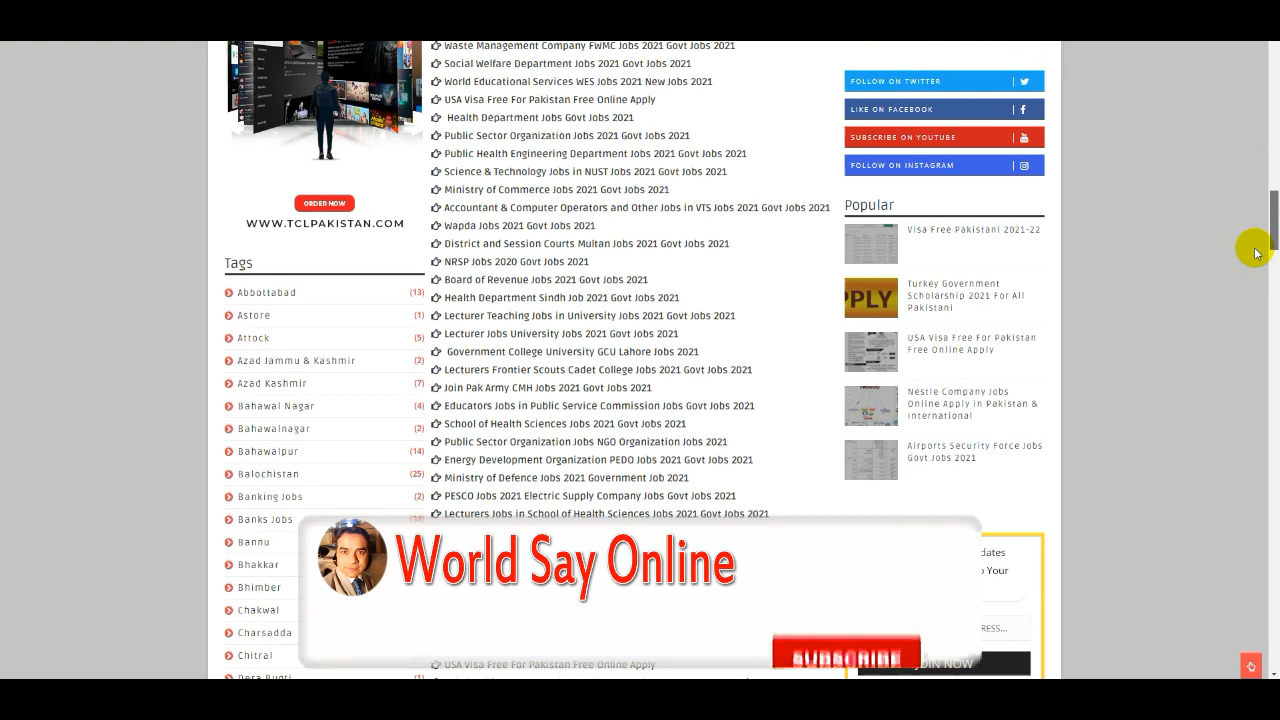 ORDER NOW
WWW.TCLPAKISTAN.COM
Tags
Abbottabad (13)
Astore (1)
Attock (5)
Azad Jammu & Kashmir (2)
Azad Kashmir (7)
Bahawal Nagar (4)
Bahawalnagar (2)
Bahawalpur (14)
Balochistan (25)
Banking Jobs (2)
Banks Jobs
Bannu
Bhakkar
Bhimber
Chakwal
Charsadda
Chitral
Dera Bugti
Waste Management Company FWMC Jobs 2021 Govt Jobs 2021
Social Welfare Department Jobs 2021 Govt Jobs 2021
World Educational Services WES Jobs 2021 New Jobs 2021
USA Visa Free For Pakistan Free Online Apply
Health Department Jobs Govt Jobs 2021
Public Sector Organization Jobs 2021 Govt Jobs 2021
Public Health Engineering Department Jobs 2021 Govt Jobs 2021
Science & Technology Jobs in NUST Jobs 2021 Govt Jobs 2021
Ministry of Commerce Jobs 2021 Govt Jobs 2021
Accountant & Computer Operators and Other Jobs in VTS Jobs 2021 Govt Jobs 2021
Wapda Jobs 2021 Govt Jobs 2021
District and Session Courts Multan Jobs 2021 Govt Jobs 2021
NRSP Jobs 2020 Govt Jobs 2021
Board of Revenue Jobs 2021 Govt Jobs 2021
Health Department Sindh Job 2021 Govt Jobs 2021
Lecturer Teaching Jobs in University Jobs 2021 Govt Jobs 2021
Lecturer Jobs University Jobs 2021 Govt Jobs 2021
Government College University GCU Lahore Jobs 2021
Lecturers Frontier Scouts Cadet College Jobs 2021 Govt Jobs 2021
Join Pak Army CMH Jobs 2021 Govt Jobs 2021
Educators Jobs in Public Service Commission Jobs Govt Jobs 2021
School of Health Sciences Jobs 2021 Govt Jobs 2021
Public Sector Organization Jobs NGO Organization Jobs 2021
Energy Development Organization PEDO Jobs 2021 Govt Jobs 2021
Ministry of Defence Jobs 2021 Government Job 2021
PESCO Jobs 2021 Electric Supply Company Jobs Govt Jobs 2021
Lecturers Jobs in School of Health Sciences Jobs 2021 Govt Jobs 2021
World Say Online
SUBSCRIBE
USA Visa Free For Pakistan Free Online Apply
FOLLOW ON TWITTER
LIKE ON FACEBOOK
SUBSCRIBE ON YOUTUBE
FOLLOW ON INSTAGRAM
Popular
Visa Free Pakistani 2021-22
Turkey Government
Scholarship 2021 For All
Pakistani
USA Visa Free For Pakistan
Free Online Apply
Nestle Company Jobs
Online Apply in Pakistan &
International
Airports Security Force Jobs
Govt Jobs 2021
Your
JOIN NOW